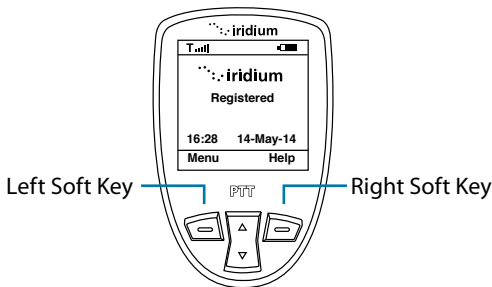 iridium
iridium
Registered
16:28 14-May-14
Menu Help
PTT
Left Soft Key
Right Soft Key